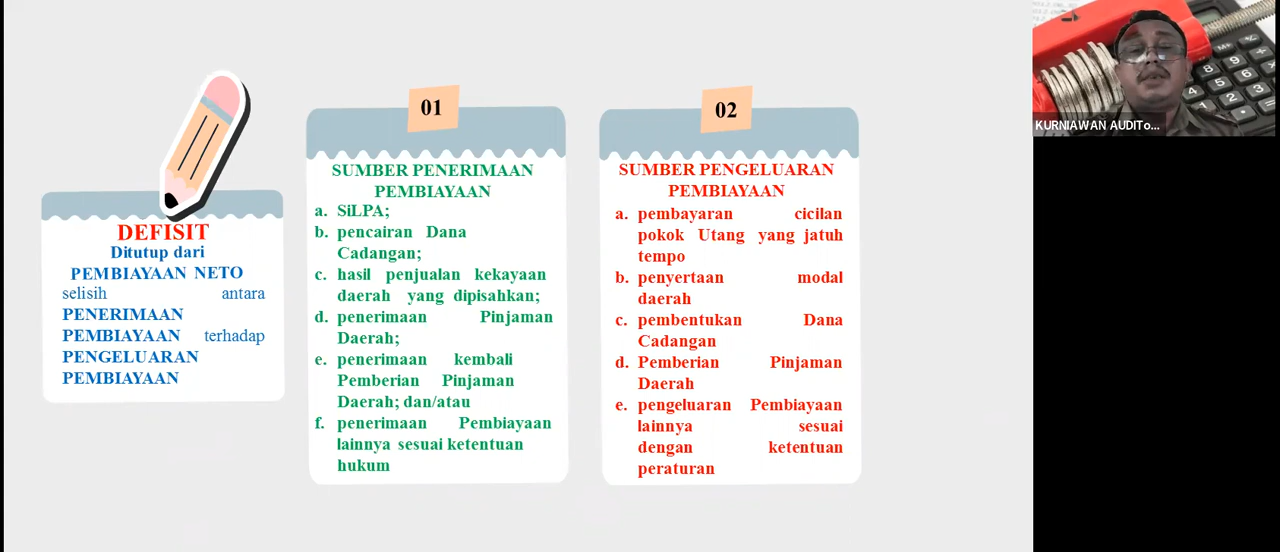 DEFISIT
Ditutup dari
PEMBIAYAAN NETO
selisih antara
PENERIMAAN
PEMBIAYAAN terhadap
PENGELUARAN
PEMBIAYAAN
01
SUMBER PENERIMAAN
PEMBIAYAAN
a. SiLPA;
b. pencairan Dana
Cadangan;
c. hasil penjualan kekayaan
daerah yang dipisahkan;
d. penerimaan Pinjaman
Daerah;
e. penerimaan kembali
Pemberian Pinjaman
Daerah; dan/atau
f. penerimaan Pembiayaan
lainnya sesuai ketentuan
hukum
02
SUMBER PENGELUARAN
PEMBIAYAAN
a. pembayaran cicilan
pokok Utang yang jatuh
tempo
b. penyertaan modal
daerah
c. pembentukan Dana
Cadangan
d. Pemberian Pinjaman
Daerah
e. pengeluaran Pembiayaan
lainnya sesuai
dengan ketentuan
peraturan
KURNIAWAN AUDITo...